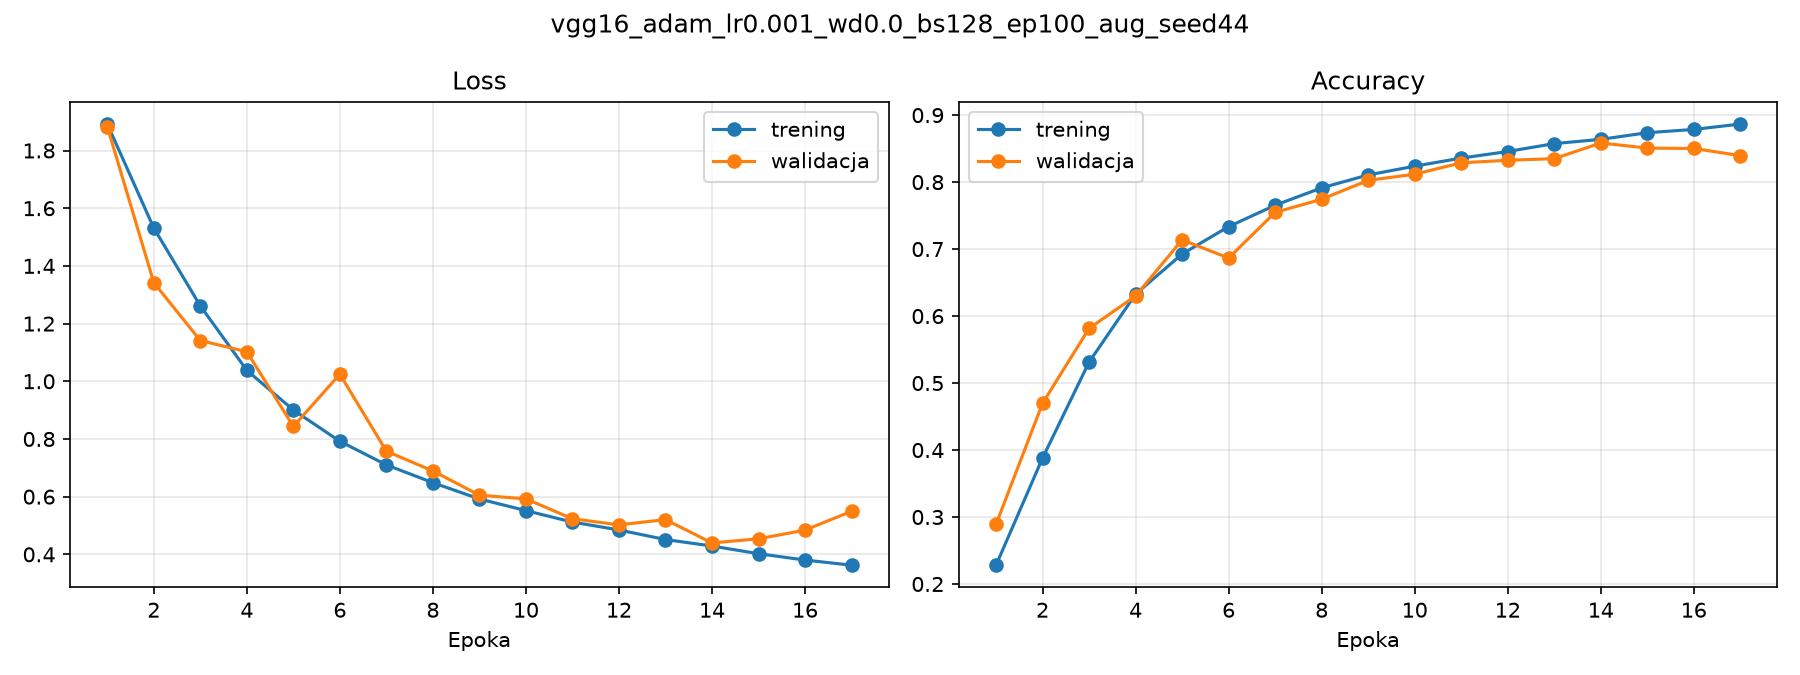 vgg16_adam_lr0.001_wd0.0_bs128_ep100_aug_seed44
Loss
trening
walidacja
1.8
1.6
1.4
1.2
1.0
0.8
0.6
0.4
2 4 6 8 10 12 14 16
Epoka
Accuracy
trening
walidacja
0.9
0.8
0.7
0.6
0.5
0.4
0.3
0.2
2 4 6 8 10 12 14 16
Epoka